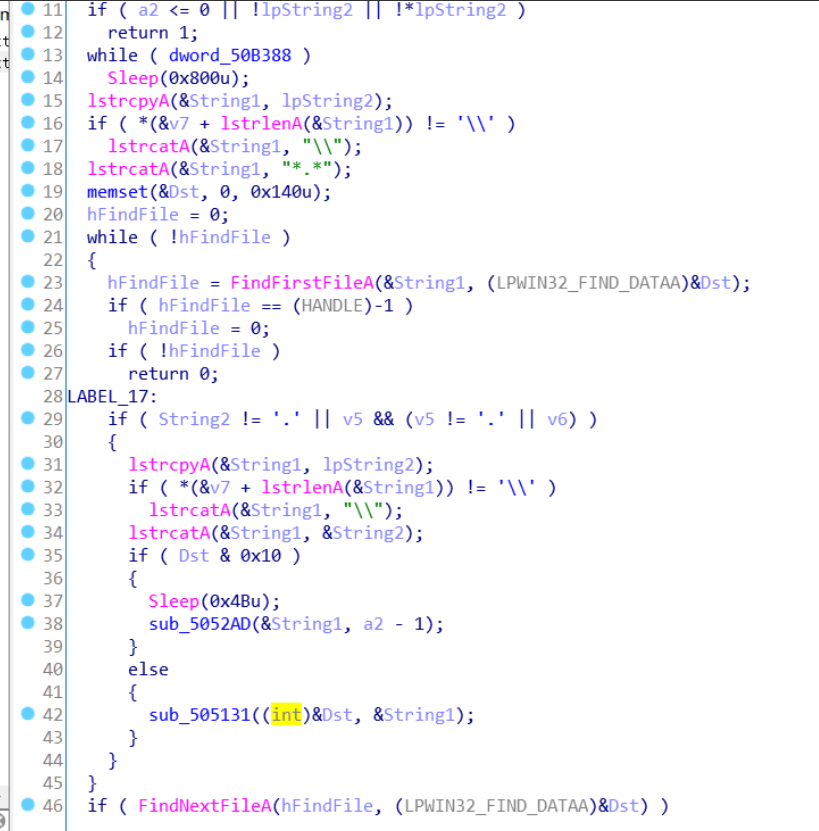 11 if ( a2 <= 0 || !lpString2 || !*lpString2 )
12 return 1;
13 while ( dword_50B388 )
14 Sleep(0x800u);
15 lstrcpyA(&String1, lpString2);
16 if ( *(&v7 + lstrlenA(&String1)) != '\\' )
17 lstrcatA(&String1, "\\");
18 lstrcatA(&String1, "*.*");
19 memset(&Dst, 0, 0x140u);
20 hFindFile = 0;
21 while ( !hFindFile )
22 {
23 hFindFile = FindFirstFileA(&String1, (LPWIN32_FIND_DATAA)&Dst);
24 if ( hFindFile == (HANDLE)-1 )
25 hFindFile = 0;
26 if ( !hFindFile )
27 return 0;
28 LABEL_17:
29 if ( String2 != '.' || v5 && (v5 != '.' || v6) )
30 {
31 lstrcpyA(&String1, lpString2);
32 if ( *(&v7 + lstrlenA(&String1)) != '\\' )
33 lstrcatA(&String1, "\\");
34 lstrcatA(&String1, &String2);
35 if ( Dst & 0x10 )
36 {
37 Sleep(0x4Bu);
38 sub_5052AD(&String1, a2 - 1);
39 }
40 else
41 {
42 sub_505131((int)&Dst, &String1);
43 }
44 }
45 }
46 if ( FindNextFileA(hFindFile, (LPWIN32_FIND_DATAA)&Dst) )